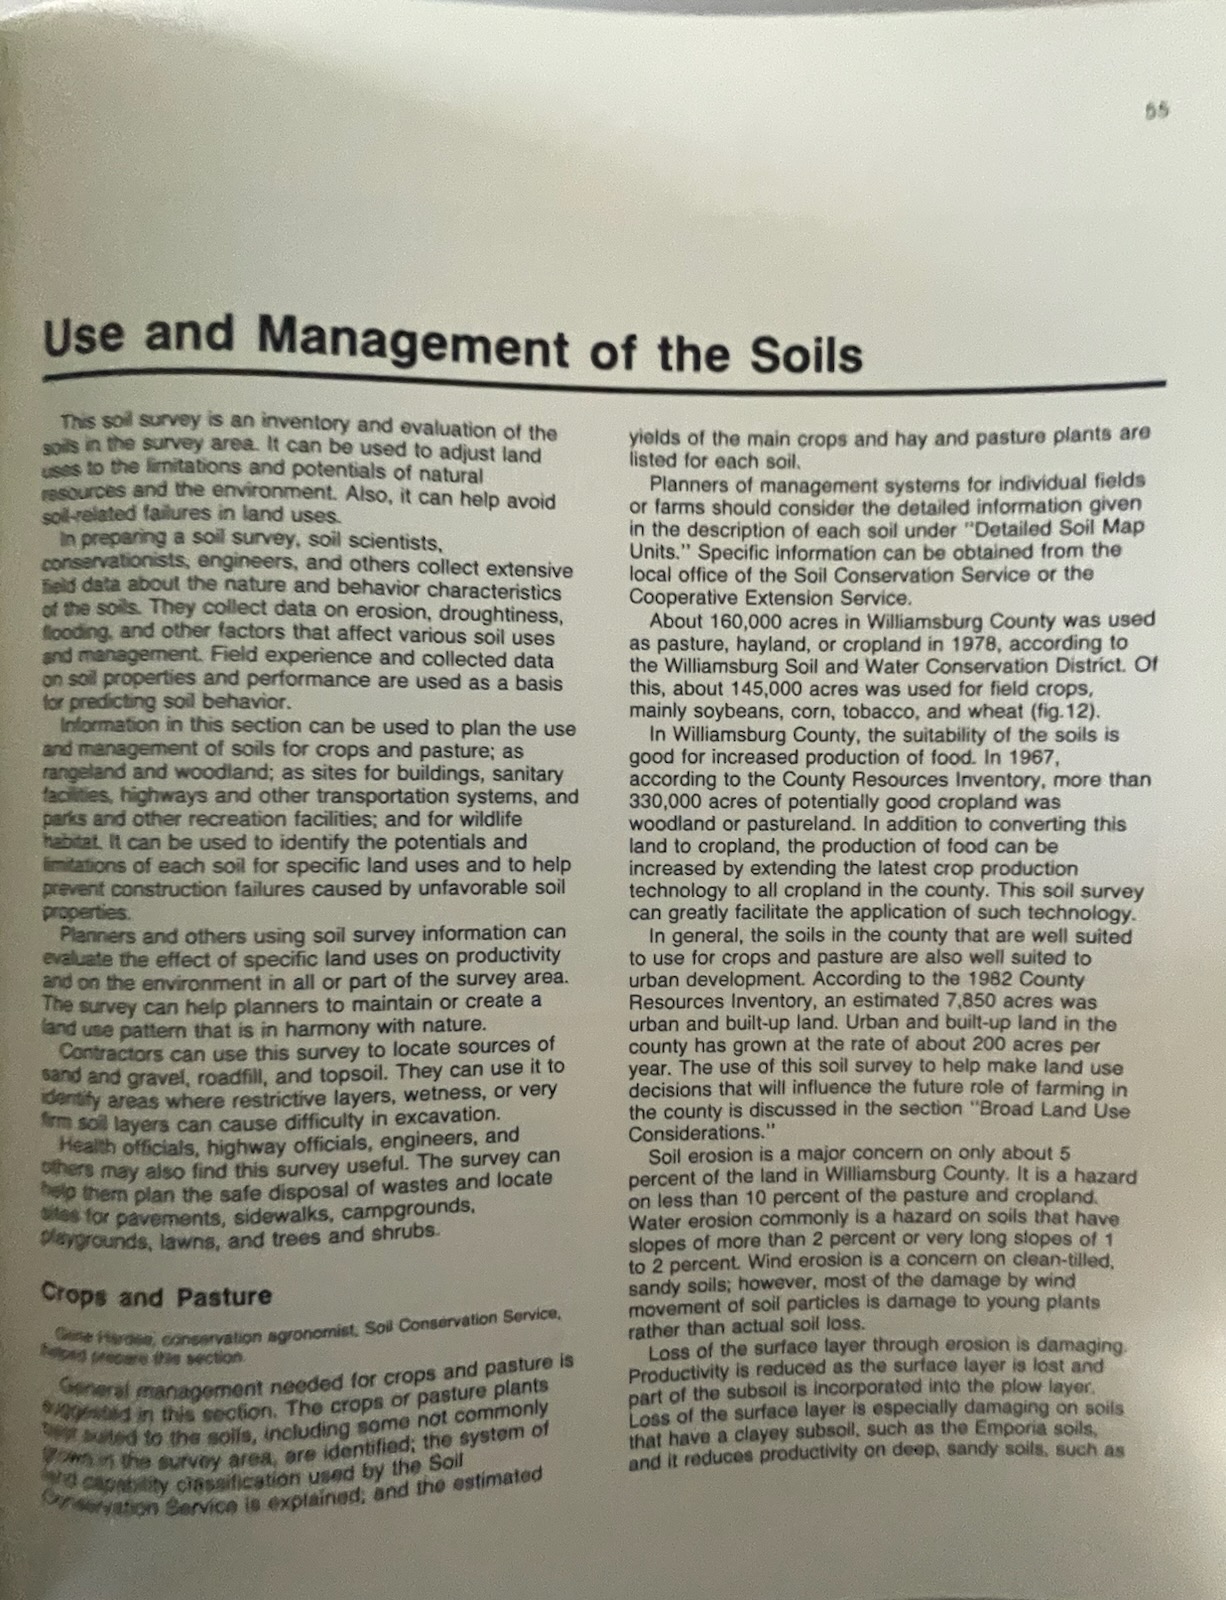 55
Use and Management of the Soils
This soil survey is an inventory and evaluation of the
soils in the survey area. It can be used to adjust land
uses to the limitations and potentials of natural
resources and the environment. Also, it can help avoid
soil-related failures in land uses.
In preparing a soil survey, soil scientists,
conservationists, engineers, and others collect extensive
field data about the nature and behavior characteristics
of the soils. They collect data on erosion, droughtiness,
flooding, and other factors that affect various soil uses
and management. Field experience and collected data
on soil properties and performance are used as a basis
for predicting soil behavior.
Information in this section can be used to plan the use
and management of soils for crops and pasture; as
rangeland and woodland; as sites for buildings, sanitary
facilities, highways and other transportation systems, and
parks and other recreation facilities; and for wildlife
habitat. It can be used to identify the potentials and
limitations of each soil for specific land uses and to help
prevent construction failures caused by unfavorable soil
properties.
Planners and others using soil survey information can
evaluate the effect of specific land uses on productivity
and on the environment in all or part of the survey area.
The survey can help planners to maintain or create a
land use pattern that is in harmony with nature.
Contractors can use this survey to locate sources of
sand and gravel, roadfill, and topsoil. They can use it to
identify areas where restrictive layers, wetness, or very
firm soil layers can cause difficulty in excavation.
Health officials, highway officials, engineers, and
others may also find this survey useful. The survey can
help them plan the safe disposal of wastes and locate
sites for pavements, sidewalks, campgrounds,
playgrounds, lawns, and trees and shrubs.
Crops and Pasture
Gene Hardee, conservation agronomist, Soil Conservation Service,
helped prepare this section.
General management needed for crops and pasture is
suggested in this section. The crops or pasture plants
best suited to the soils, including some not commonly
grown in the survey area, are identified; the system of
land capability classification used by the Soil
Conservation Service is explained; and the estimated
yields of the main crops and hay and pasture plants are
listed for each soil.
Planners of management systems for individual fields
or farms should consider the detailed information given
in the description of each soil under "Detailed Soil Map
Units." Specific information can be obtained from the
local office of the Soil Conservation Service or the
Cooperative Extension Service.
About 160,000 acres in Williamsburg County was used
as pasture, hayland, or cropland in 1978, according to
the Williamsburg Soil and Water Conservation District. Of
this, about 145,000 acres was used for field crops,
mainly soybeans, corn, tobacco, and wheat (fig.12).
In Williamsburg County, the suitability of the soils is
good for increased production of food. In 1967,
according to the County Resources Inventory, more than
330,000 acres of potentially good cropland was
woodland or pastureland. In addition to converting this
land to cropland, the production of food can be
increased by extending the latest crop production
technology to all cropland in the county. This soil survey
can greatly facilitate the application of such technology.
In general, the soils in the county that are well suited
to use for crops and pasture are also well suited to
urban development. According to the 1982 County
Resources Inventory, an estimated 7,850 acres was
urban and built-up land. Urban and built-up land in the
county has grown at the rate of about 200 acres per
year. The use of this soil survey to help make land use
decisions that will influence the future role of farming in
the county is discussed in the section "Broad Land Use
Considerations."
Soil erosion is a major concern on only about 5
percent of the land in Williamsburg County. It is a hazard
on less than 10 percent of the pasture and cropland.
Water erosion commonly is a hazard on soils that have
slopes of more than 2 percent or very long slopes of 1
to 2 percent. Wind erosion is a concern on clean-tilled,
sandy soils; however, most of the damage by wind
movement of soil particles is damage to young plants
rather than actual soil loss.
Loss of the surface layer through erosion is damaging.
Productivity is reduced as the surface layer is lost and
part of the subsoil is incorporated into the plow layer.
Loss of the surface layer is especially damaging on soils
that have a clayey subsoil, such as the Emporia soils,
and it reduces productivity on deep, sandy soils, such as